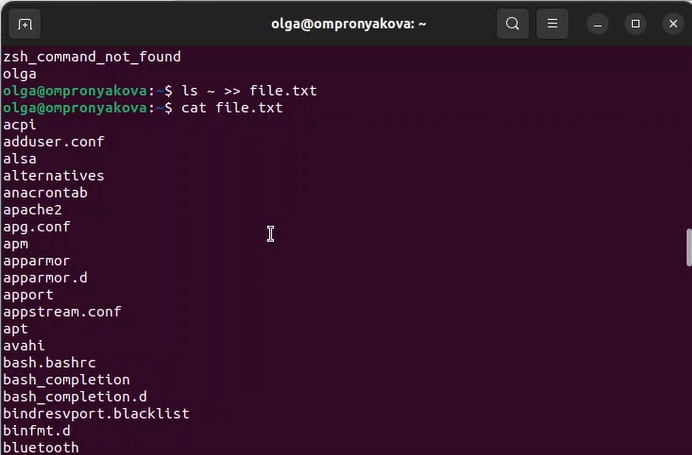 olga@ompronyakova: ~
zsh_command_not_found
olga
olga@ompronyakova:~$ ls ~ >> file.txt
olga@ompronyakova:~$ cat file.txt
acpi
adduser.conf
alsa
alternatives
anacrontab
apache2
apg.conf
apm
apparmor
apparmor.d
apport
appstream.conf
apt
avahi
bash.bashrc
bash_completion
bash_completion.d
bindresvport.blacklist
binfmt.d
bluetooth